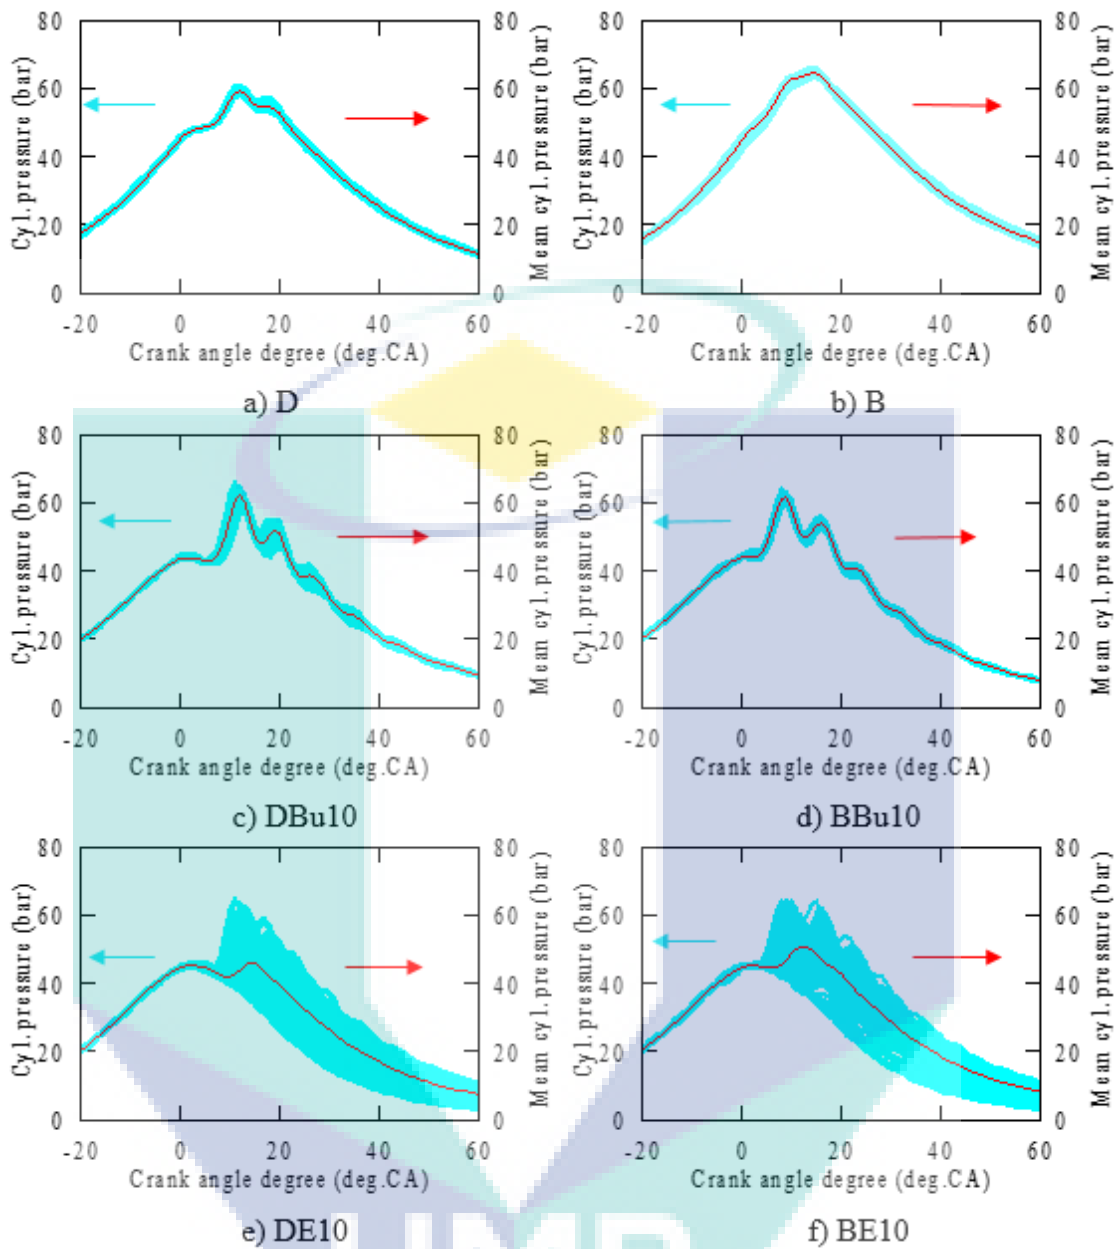 80 80 80 80
60 60 60 60
40 40 40 40
20 20 20 20
0 0 0 0
Cyl.pressure (bar)
Mean cyl.pressure (bar)
Cyl.pressure (bar)
Mean cyl.pressure (bar)
-20 0 20 40 60 -20 0 20 40 60
Crank angle degree (deg.CA) Crank angle degree (deg.CA)
a) D b) B
80 80 80 80
60 60 60 60
40 40 40 40
20 20 20 20
0 0 0 0
Cyl.pressure (bar)
Mean cyl.pressure (bar)
Cyl.pressure (bar)
Mean cyl.pressure (bar)
-20 0 20 40 60 -20 0 20 40 60
Crank angle degree (deg.CA) Crank angle degree (deg.CA)
c) DBu10 d) BBu10
80 80 80 80
60 60 60 60
40 40 40 40
20 20 20 20
0 0 0 0
Cyl.pressure (bar)
Mean cyl.pressure (bar)
Cyl.pressure (bar)
Mean cyl.pressure (bar)
-20 0 20 40 60 -20 0 20 40 60
Crank angle degree (deg.CA) Crank angle degree (deg.CA)
e) DE10 f) BE10